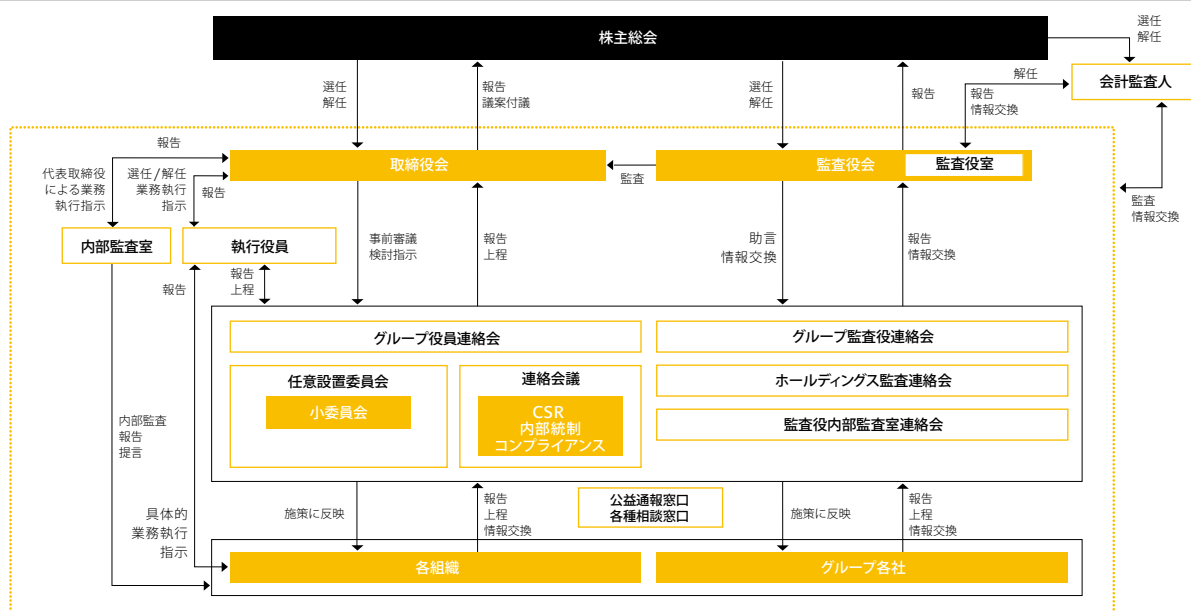 株主総会
選任
解任
会計監査人
解任
選任
解任
報告
議案付議
選任
解任
報告
報告
情報交換
報告
取締役会
監査
監査役会
監査役室
監査
情報交換
代表取締役
による業務
執行指示
選任/解任
業務執行
指示
報告
内部監査室
執行役員
事前審議
検討指示
報告
上程
助言
情報交換
報告
情報交換
報告
報告
上程
グループ役員連絡会
グループ監査役連絡会
任意設置委員会
小委員会
連絡会議
CSR
内部統制
コンプライアンス
ホールディングス監査連絡会
監査役内部監査室連絡会
内部監査
報告
提言
公益通報窓口
各種相談窓口
具体的
業務執行
指示
施策に反映
報告
上程
情報交換
施策に反映
報告
上程
情報交換
各組織
グループ各社